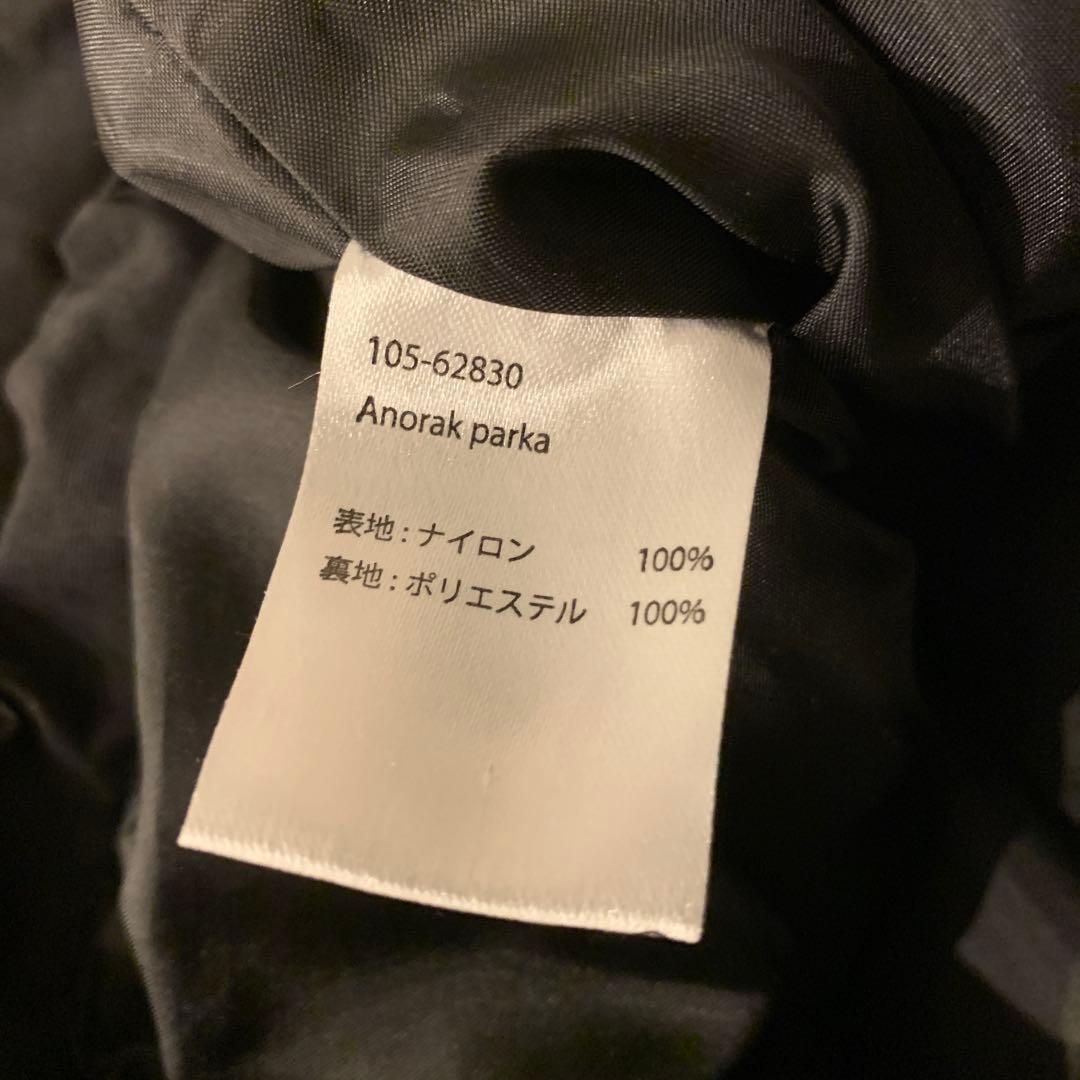 105-62830
Anorak parka
表地 : ナイロン 100%
裏地 : ポリエステル 100%